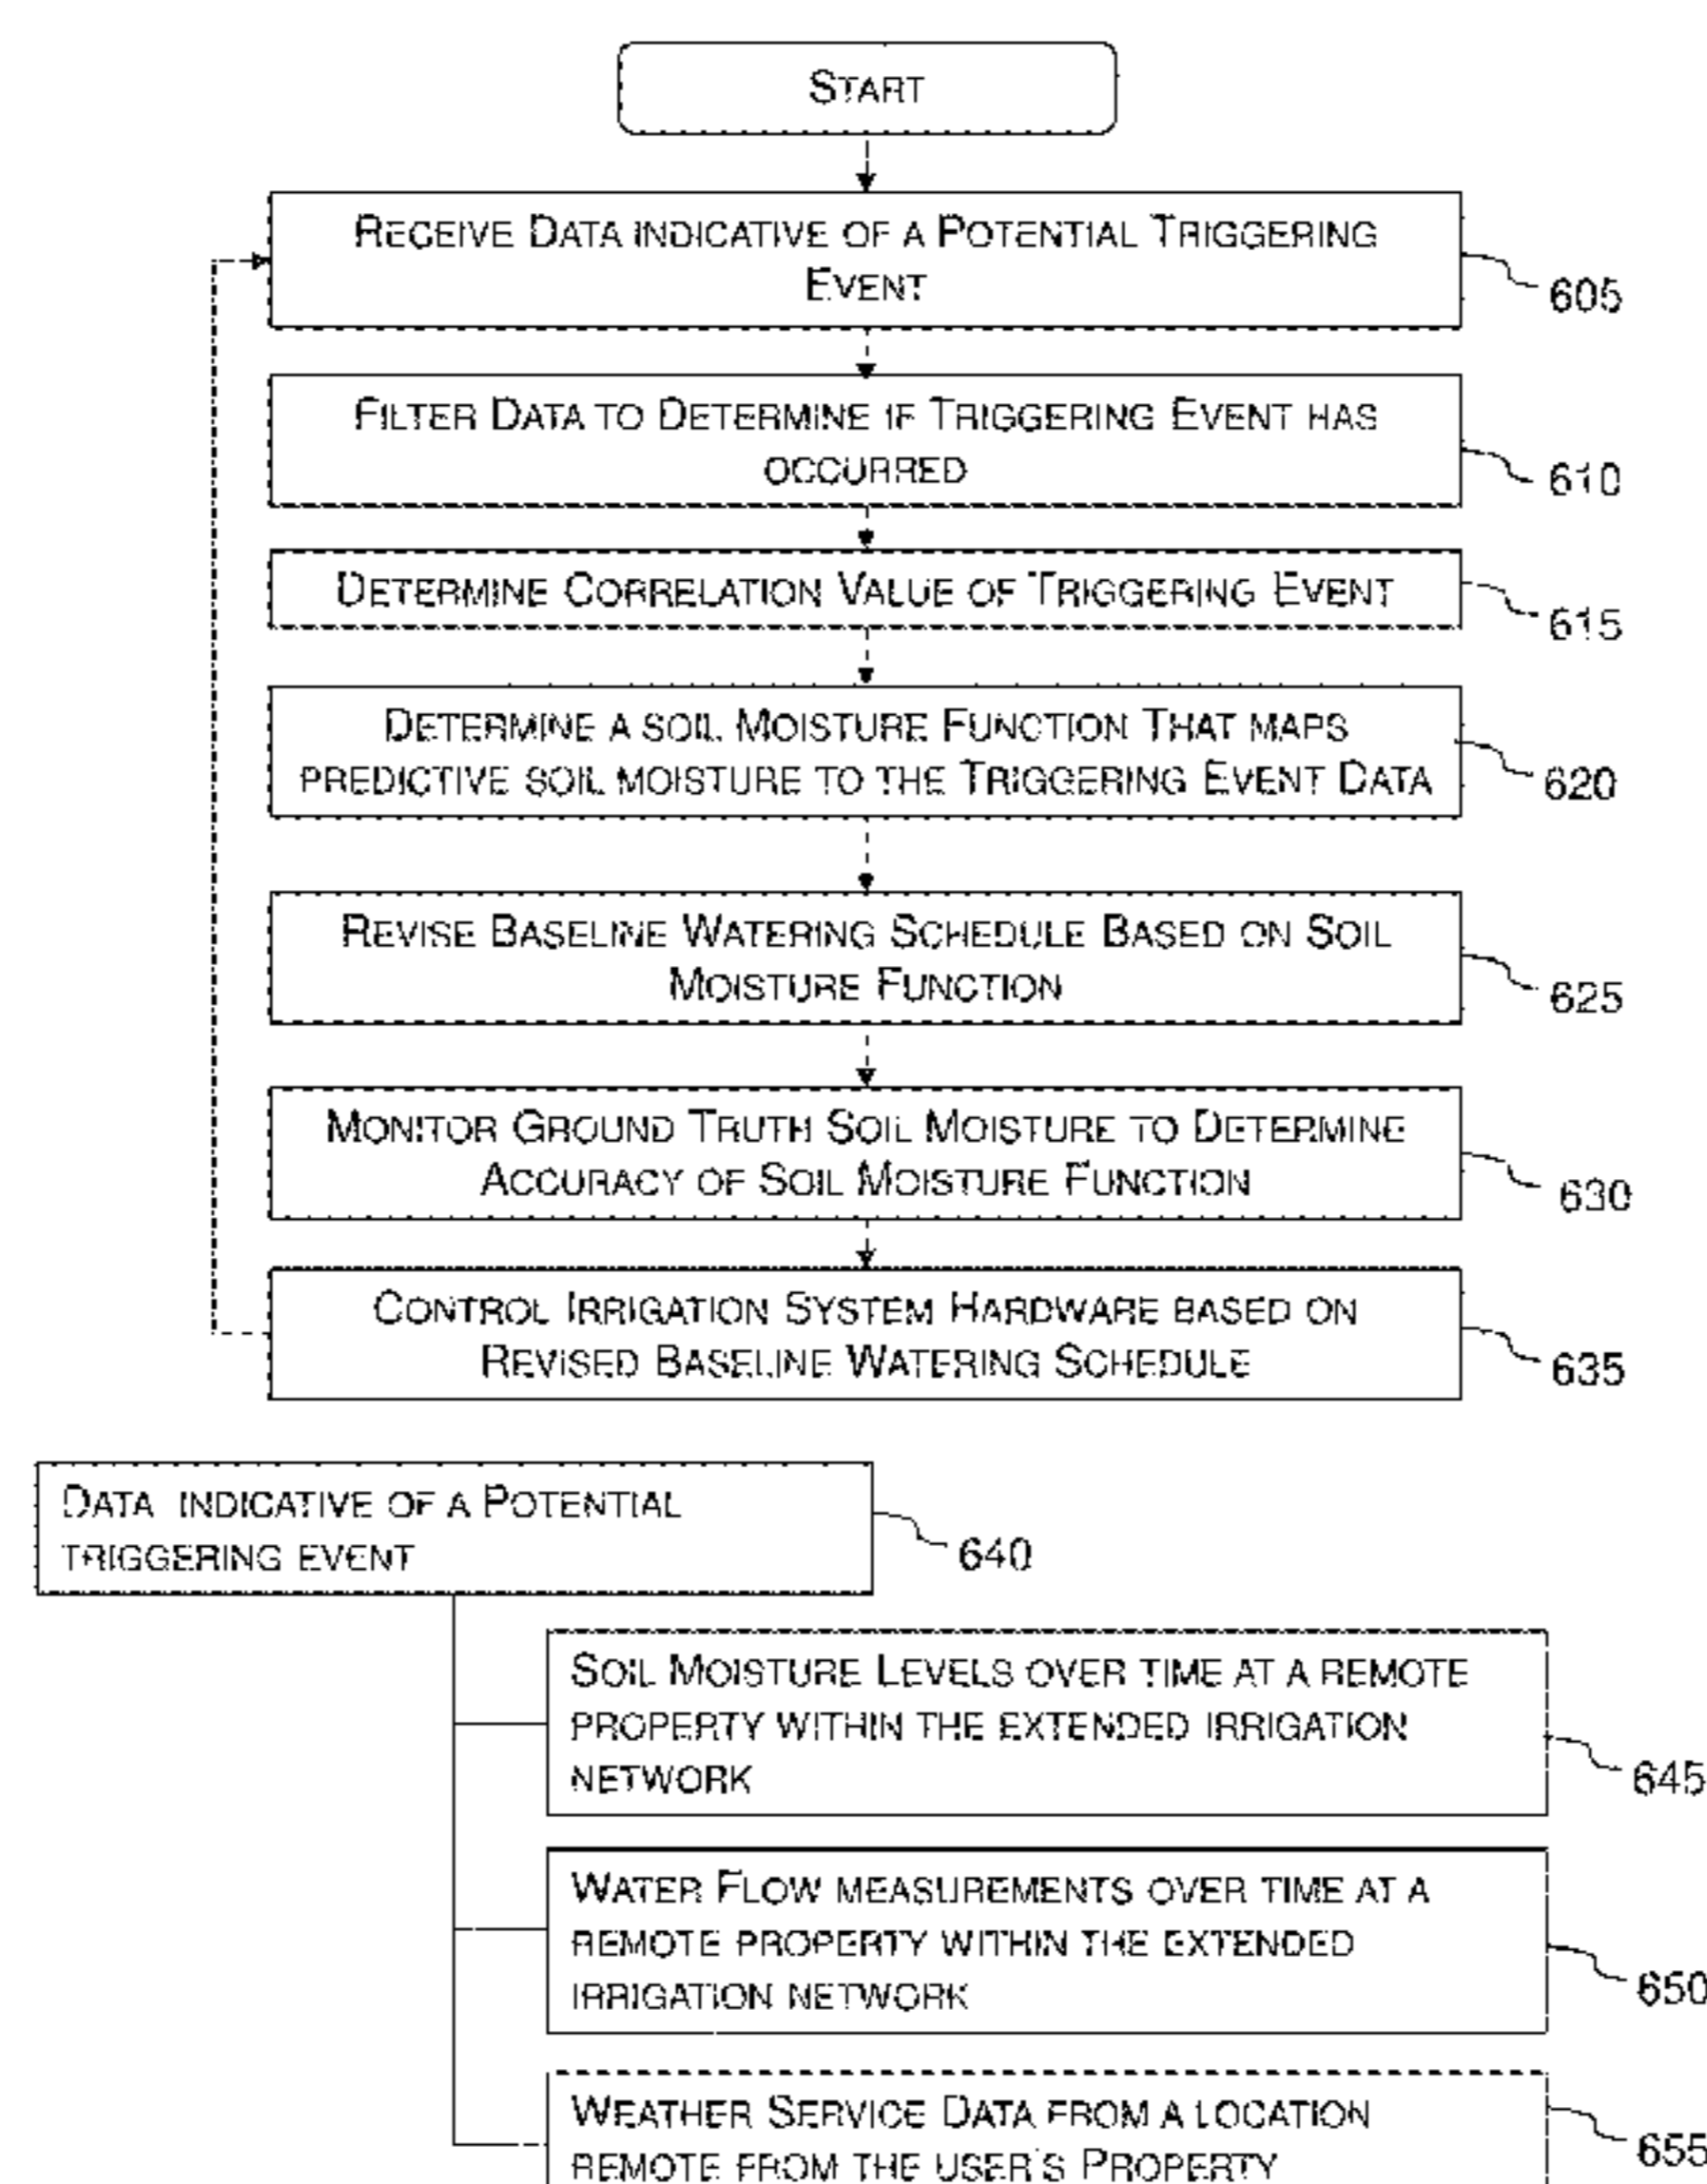 START
RECEIVE DATA INDICATIVE OF A POTENTIAL TRIGGERING
EVENT
605
FILTER DATA TO DETERMINE IF TRIGGERING EVENT HAS
OCCURRED
610
DETERMINE CORRELATION VALUE OF TRIGGERING EVENT
615
DETERMINE A SOIL MOISTURE FUNCTION THAT MAPS
PREDICTIVE SOIL MOISTURE TO THE TRIGGERING EVENT DATA
620
REVISE BASELINE WATERING SCHEDULE BASED ON SOIL
MOISTURE FUNCTION
625
MONITOR GROUND TRUTH SOIL MOISTURE TO DETERMINE
ACCURACY OF SOIL MOISTURE FUNCTION
630
CONTROL IRRIGATION SYSTEM HARDWARE BASED ON
REVISED BASELINE WATERING SCHEDULE
635
DATA INDICATIVE OF A POTENTIAL
TRIGGERING EVENT
640
SOIL MOISTURE LEVELS OVER TIME AT A REMOTE
PROPERTY WITHIN THE EXTENDED IRRIGATION
NETWORK
645
WATER FLOW MEASUREMENTS OVER TIME AT A
REMOTE PROPERTY WITHIN THE EXTENDED
IRRIGATION NETWORK
650
WEATHER SERVICE DATA FROM A LOCATION
REMOTE FROM THE USER'S PROPERTY
655